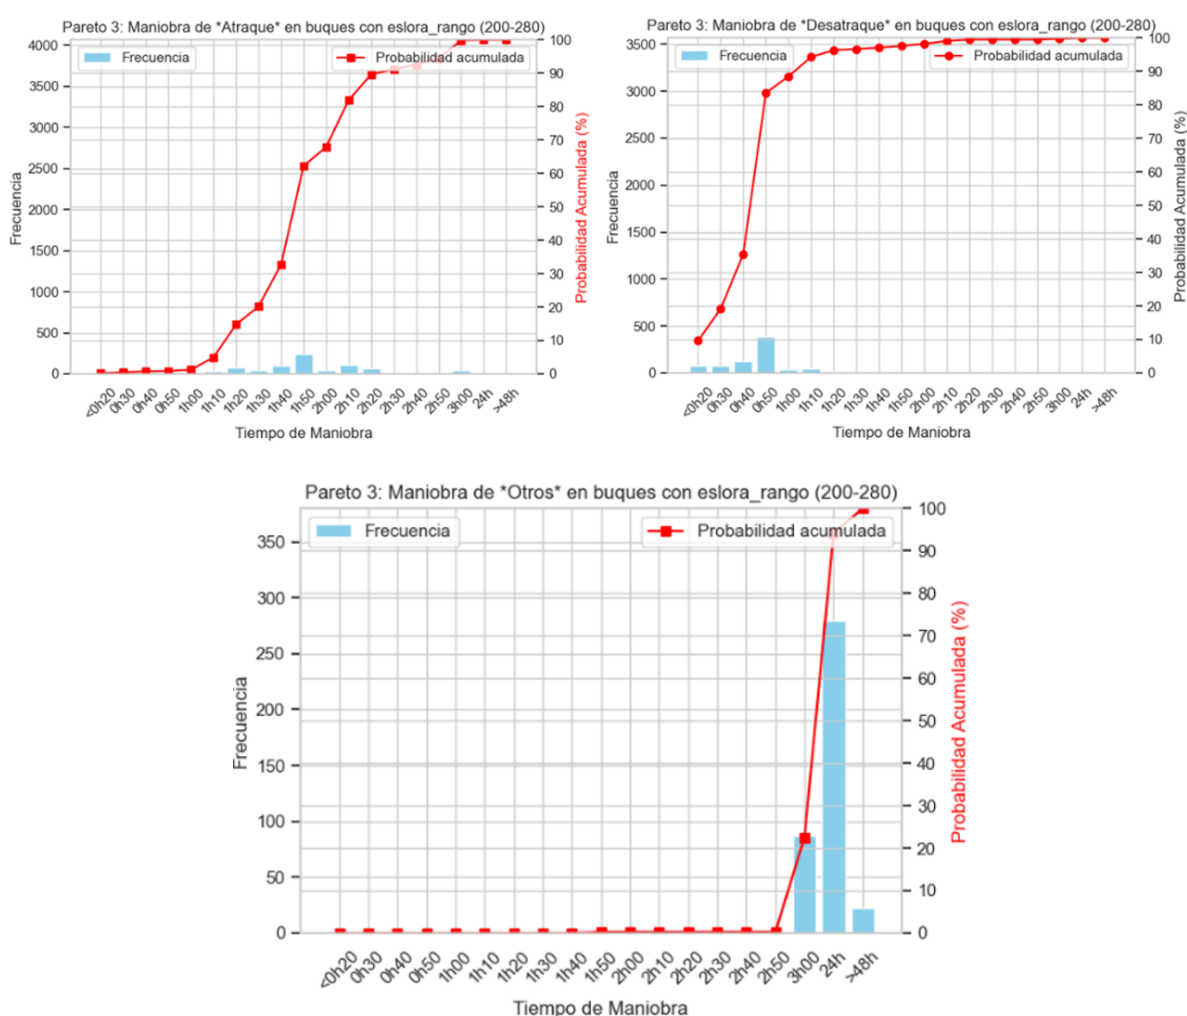 Pareto 3: Maniobra de *Atraque* en buques con eslora_rango (200-280)
Frecuencia
Probabilidad acumulada
4000
3500
3000
2500
2000
1500
1000
500
0
100
90
80
70
60
50
40
30
20
10
0
Frecuencia
Probabilidad Acumulada (%)
<0h20
0h30
0h40
0h50
1h00
1h10
1h20
1h30
1h40
1h50
2h00
2h10
2h20
2h30
2h40
2h50
3h00
24h
>48h
Tiempo de Maniobra
Pareto 3: Maniobra de *Desatraque* en buques con eslora_rango (200-280)
Frecuencia
Probabilidad acumulada
3500
3000
2500
2000
1500
1000
500
0
100
90
80
70
60
50
40
30
20
10
0
Frecuencia
Probabilidad Acumulada (%)
<0h20
0h30
0h40
0h50
1h00
1h10
1h20
1h30
1h40
1h50
2h00
2h10
2h20
2h30
2h40
2h50
3h00
24h
>48h
Tiempo de Maniobra
Pareto 3: Maniobra de *Otros* en buques con eslora_rango (200-280)
Frecuencia
Probabilidad acumulada
350
300
250
200
150
100
50
0
100
90
80
70
60
50
40
30
20
10
0
Frecuencia
Probabilidad Acumulada (%)
<0h20
0h30
0h40
0h50
1h00
1h10
1h20
1h30
1h40
1h50
2h00
2h10
2h20
2h30
2h40
2h50
3h00
24h
>48h
Tiempo de Maniobra